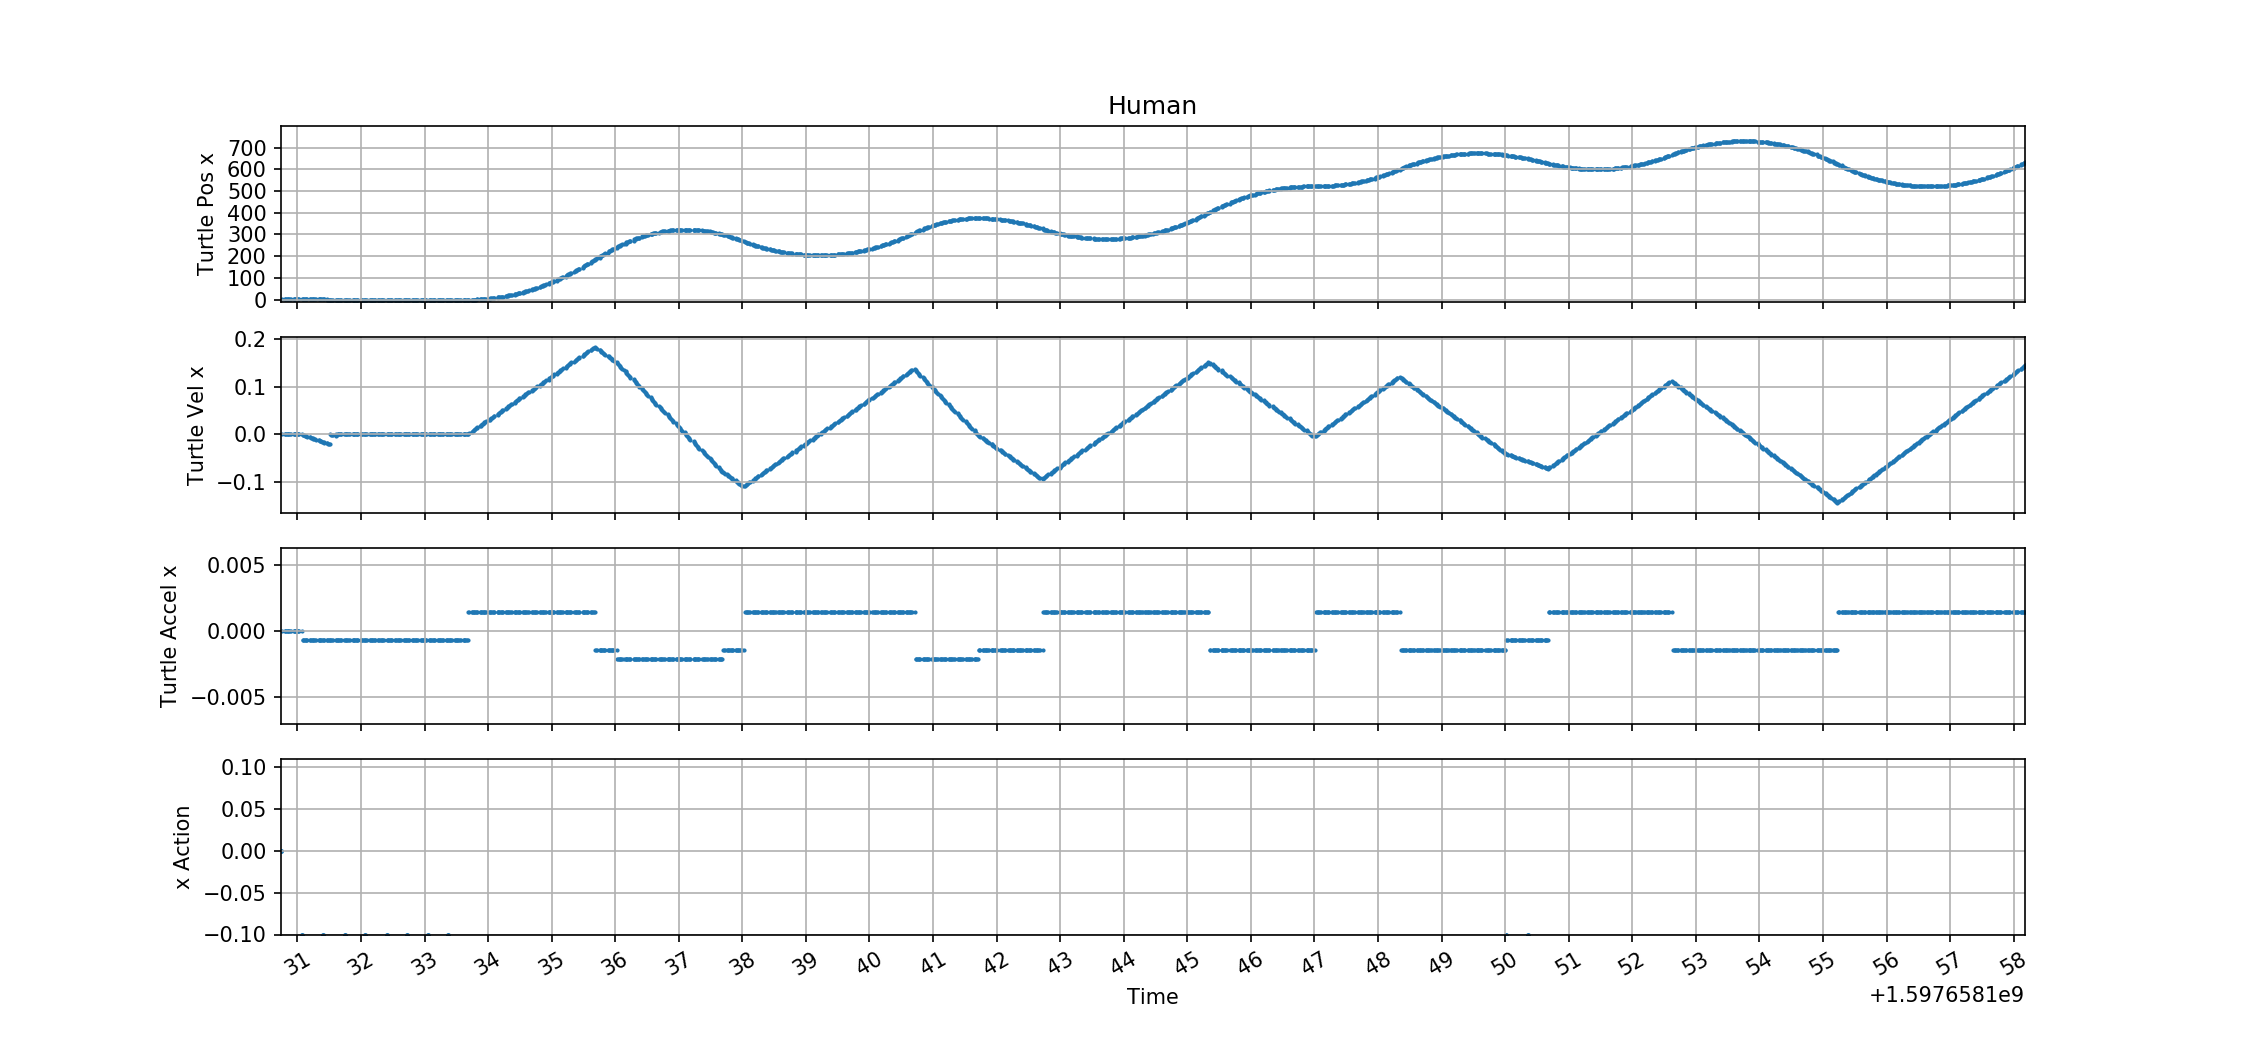 Human
Turtle Pos x
700
600
500
400
300
200
100
0
Turtle Vel x
0.2
0.1
0.0
−0.1
Turtle Accel x
0.005
0.000
−0.005
x Action
0.10
0.05
0.00
−0.05
−0.10
31 32 33 34 35 36 37 38 39 40 41 42 43 44 45 46 47 48 49 50 51 52 53 54 55 56 57 58
Time
+1.5976581e9